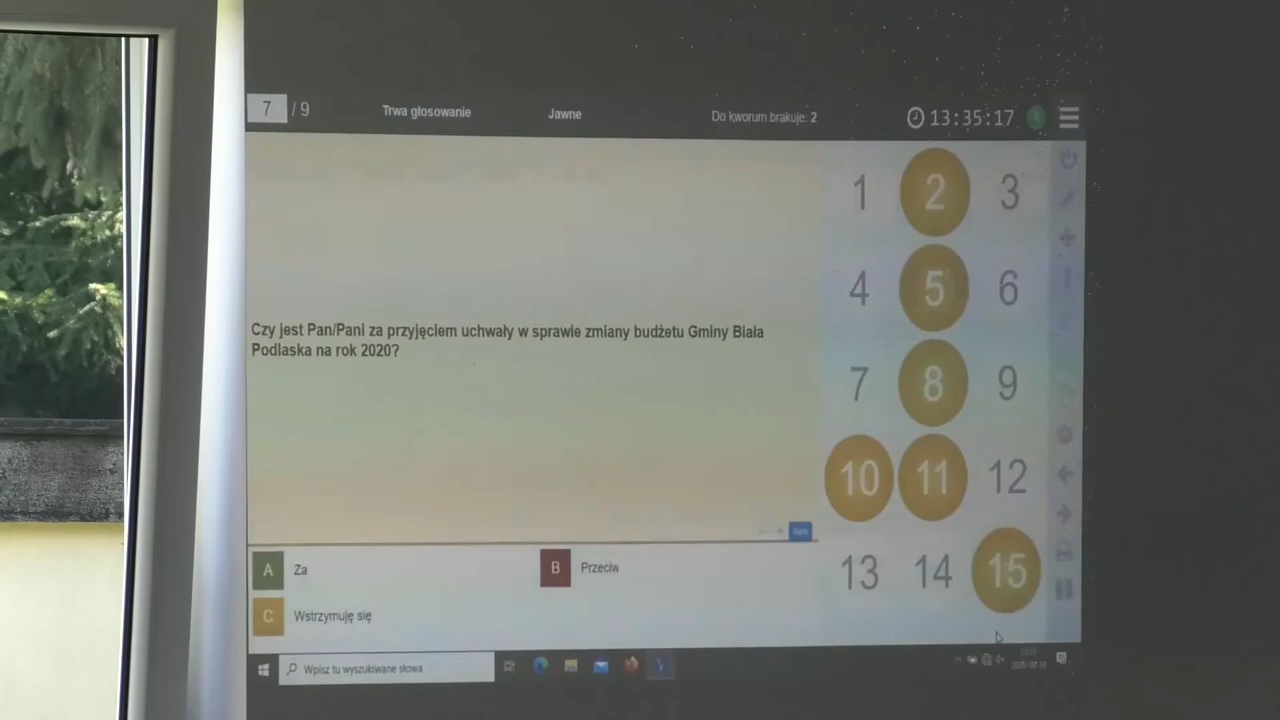 7 / 9 Trwa głosowanie Jawne Do kworum brakuje: 2 13:35:17
1 2 3
4 5 6
Czy jest Pan/Pani za przyjęciem uchwały w sprawie zmiany budżetu Gminy Biała
Podlaska na rok 2020?
7 8 9
10 11 12
13 14 15
A Za B Przeciw
C Wstrzymuję się
Wpisz tu wyszukiwane słowa